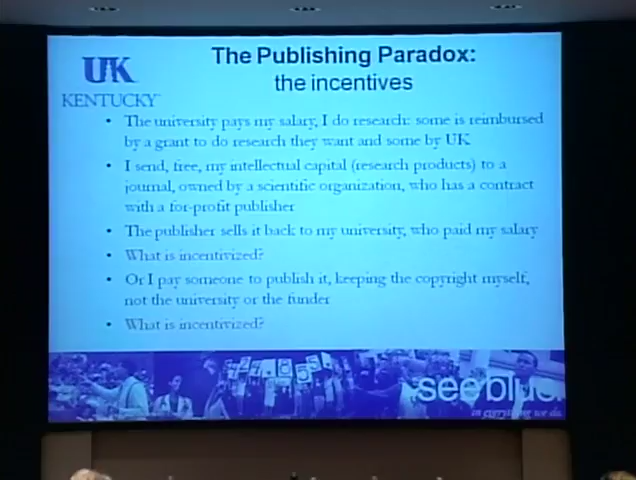 The Publishing Paradox:
the incentives
UK
KENTUCKY
• The university pays my salary, I do research: some is reimbursed
by a grant to do research they want and some by UK
• I send, free, my intellectual capital (research products) to a
journal, owned by a scientific organization, who has a contract
with a for-profit publisher
• The publisher sells it back to my university, who paid my salary
• What is incentivized?
• Or I pay someone to publish it, keeping the copyright myself,
not the university or the funder
• What is incentivized?
see blue.
in everything we do.